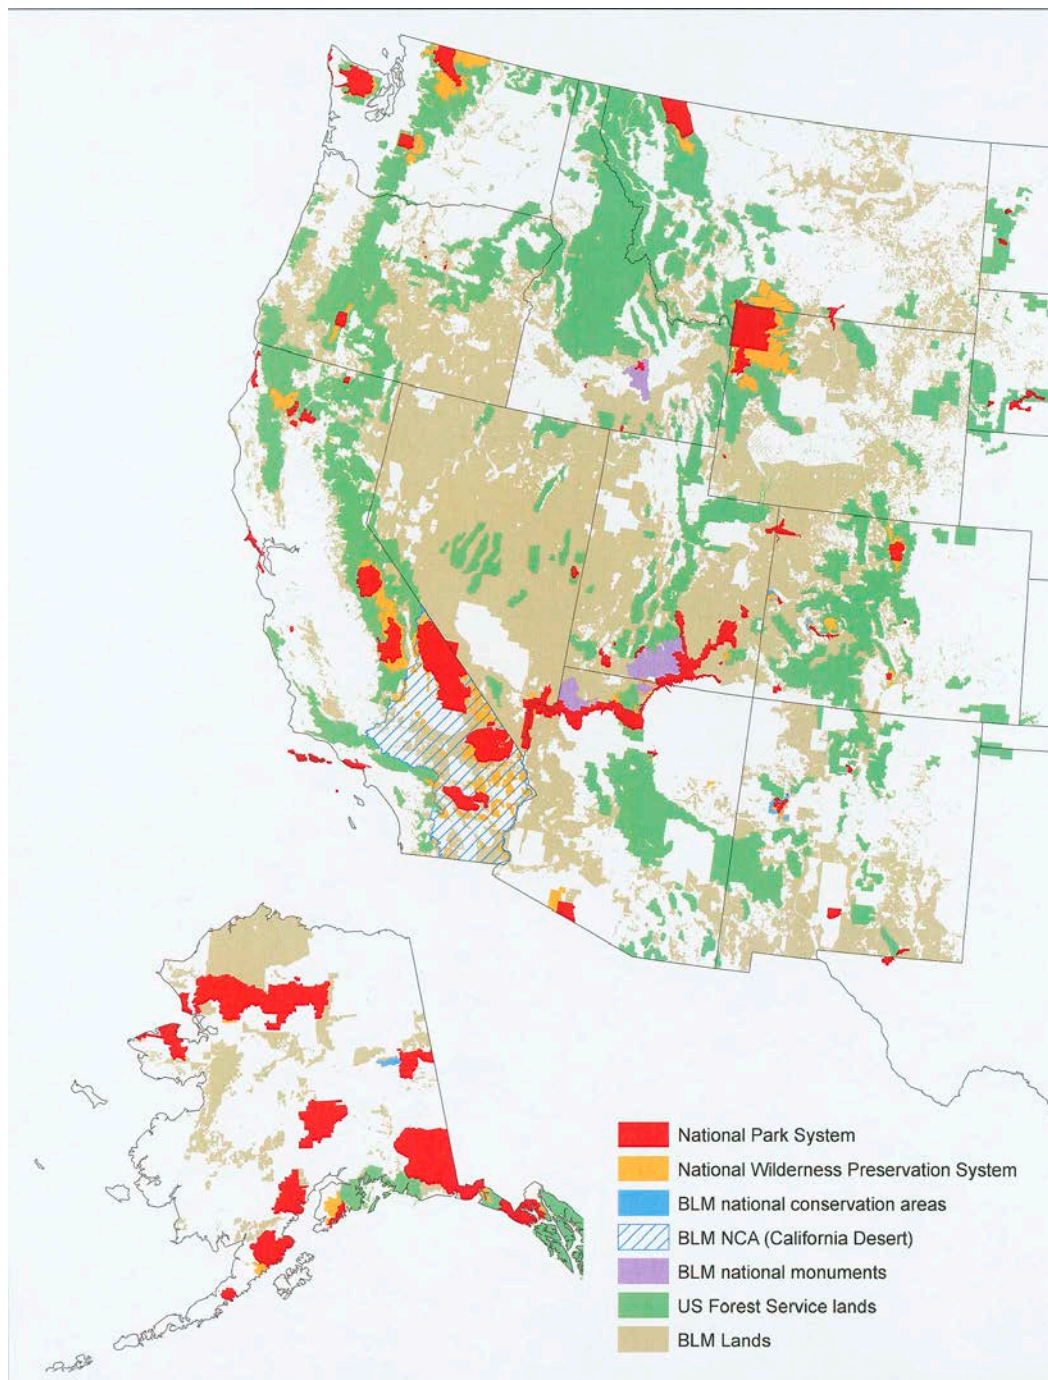 National Park System
National Wilderness Preservation System
BLM national conservation areas
BLM NCA (California Desert)
BLM national monuments
US Forest Service lands
BLM Lands